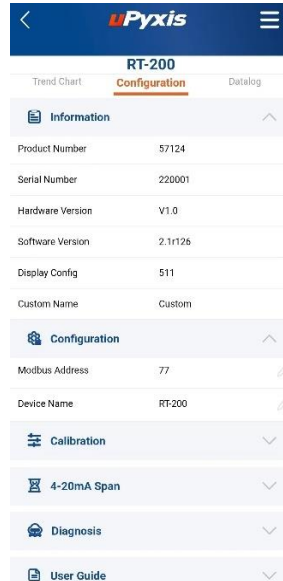 uPyxis
RT-200
Trend Chart Configuration Datalog
Information
Product Number 57124
Serial Number 220001
Hardware Version V1.0
Software Version 2.1r126
Display Config 511
Custom Name Custom
Configuration
Modbus Address 77
Device Name RT-200
Calibration
4-20mA Span
Diagnosis
User Guide